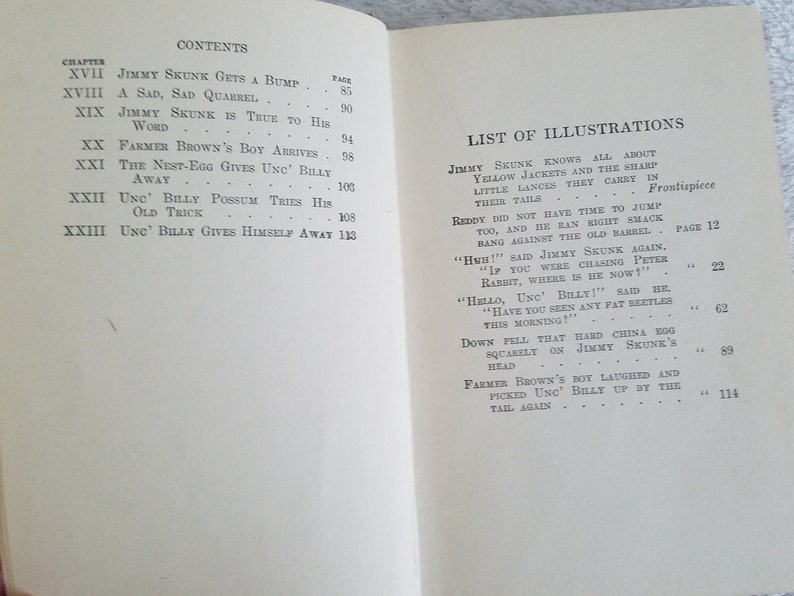 CONTENTS
CHAPTER PAGE
XVII JIMMY SKUNK GETS A BUMP . . 85
XVIII A SAD, SAD QUARREL . . . . 90
XIX JIMMY SKUNK IS TRUE TO HIS
WORD . . . . . . . 94
XX FARMER BROWN'S BOY ARRIVES . 98
XXI THE NEST-EGG GIVES UNC' BILLY
AWAY . . . . . . . 103
XXII UNC' BILLY POSSUM TRIES HIS
OLD TRICK . . . . . 108
XXIII UNC' BILLY GIVES HIMSELF AWAY 113
LIST OF ILLUSTRATIONS
JIMMY SKUNK KNOWS ALL ABOUT
YELLOW JACKETS AND THE SHARP
LITTLE LANCES THEY CARRY IN
THEIR TAILS . . . . . Frontispiece
REDDY DID NOT HAVE TIME TO JUMP
TOO, AND HE RAN RIGHT SMACK
BANG AGAINST THE OLD BARREL . PAGE 12
"HUH!" SAID JIMMY SKUNK AGAIN.
"IF YOU WERE CHASING PETER
RABBIT, WHERE IS HE NOW?" . " 22
"HELLO, UNC' BILLY!" SAID HE.
"HAVE YOU SEEN ANY FAT BEETLES
THIS MORNING?" . . . . . " 62
DOWN FELL THAT HARD CHINA EGG
SQUARELY ON JIMMY SKUNK'S
HEAD . . . . . . . " 89
FARMER BROWN'S BOY LAUGHED AND
PICKED UNC' BILLY UP BY THE
TAIL AGAIN . . . . . . " 114